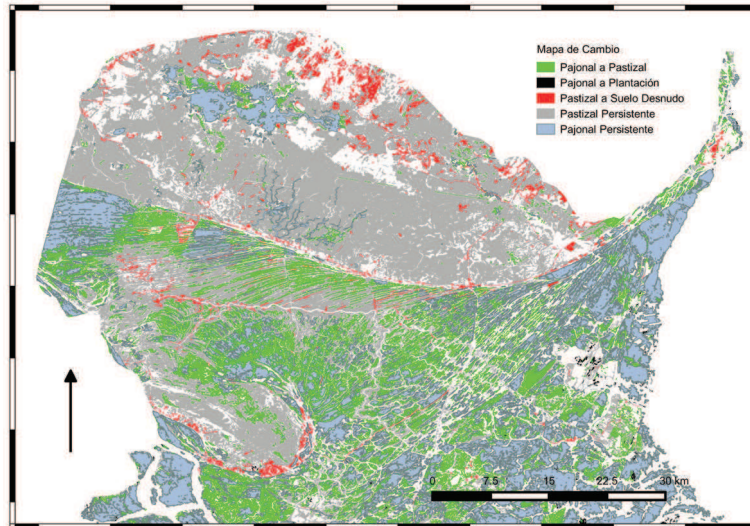 Mapa de Cambio
Pajonal a Pastizal
Pajonal a Plantación
Pastizal a Suelo Desnudo
Pastizal Persistente
Pajonal Persistente
0 7.5 15 22.5 30 km